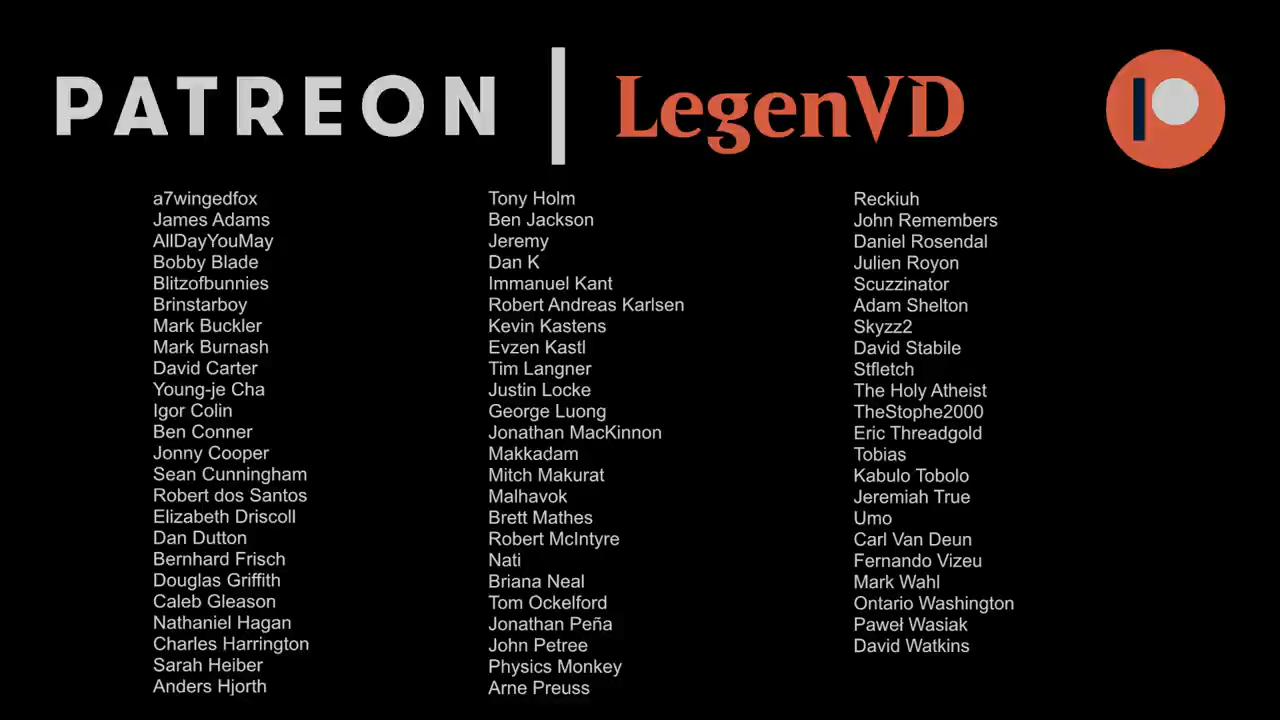 PATREON | LegenVD
a7wingedfox
James Adams
AllDayYouMay
Bobby Blade
Blitzofbunnies
Brinstarboy
Mark Buckler
Mark Burnash
David Carter
Young-je Cha
Igor Colin
Ben Conner
Jonny Cooper
Sean Cunningham
Robert dos Santos
Elizabeth Driscoll
Dan Dutton
Bernhard Frisch
Douglas Griffith
Caleb Gleason
Nathaniel Hagan
Charles Harrington
Sarah Heiber
Anders Hjorth
Tony Holm
Ben Jackson
Jeremy
Dan K
Immanuel Kant
Robert Andreas Karlsen
Kevin Kastens
Evzen Kastl
Tim Langner
Justin Locke
George Luong
Jonathan MacKinnon
Makkadam
Mitch Makurat
Malhavok
Brett Mathes
Robert McIntyre
Nati
Briana Neal
Tom Ockelford
Jonathan Peña
John Petree
Physics Monkey
Arne Preuss
Reckiuh
John Remembers
Daniel Rosendal
Julien Royon
Scuzzinator
Adam Shelton
Skyzz2
David Stabile
Stfletch
The Holy Atheist
TheStophe2000
Eric Threadgold
Tobias
Kabulo Tobolo
Jeremiah True
Umo
Carl Van Deun
Fernando Vizeu
Mark Wahl
Ontario Washington
Paweł Wasiak
David Watkins